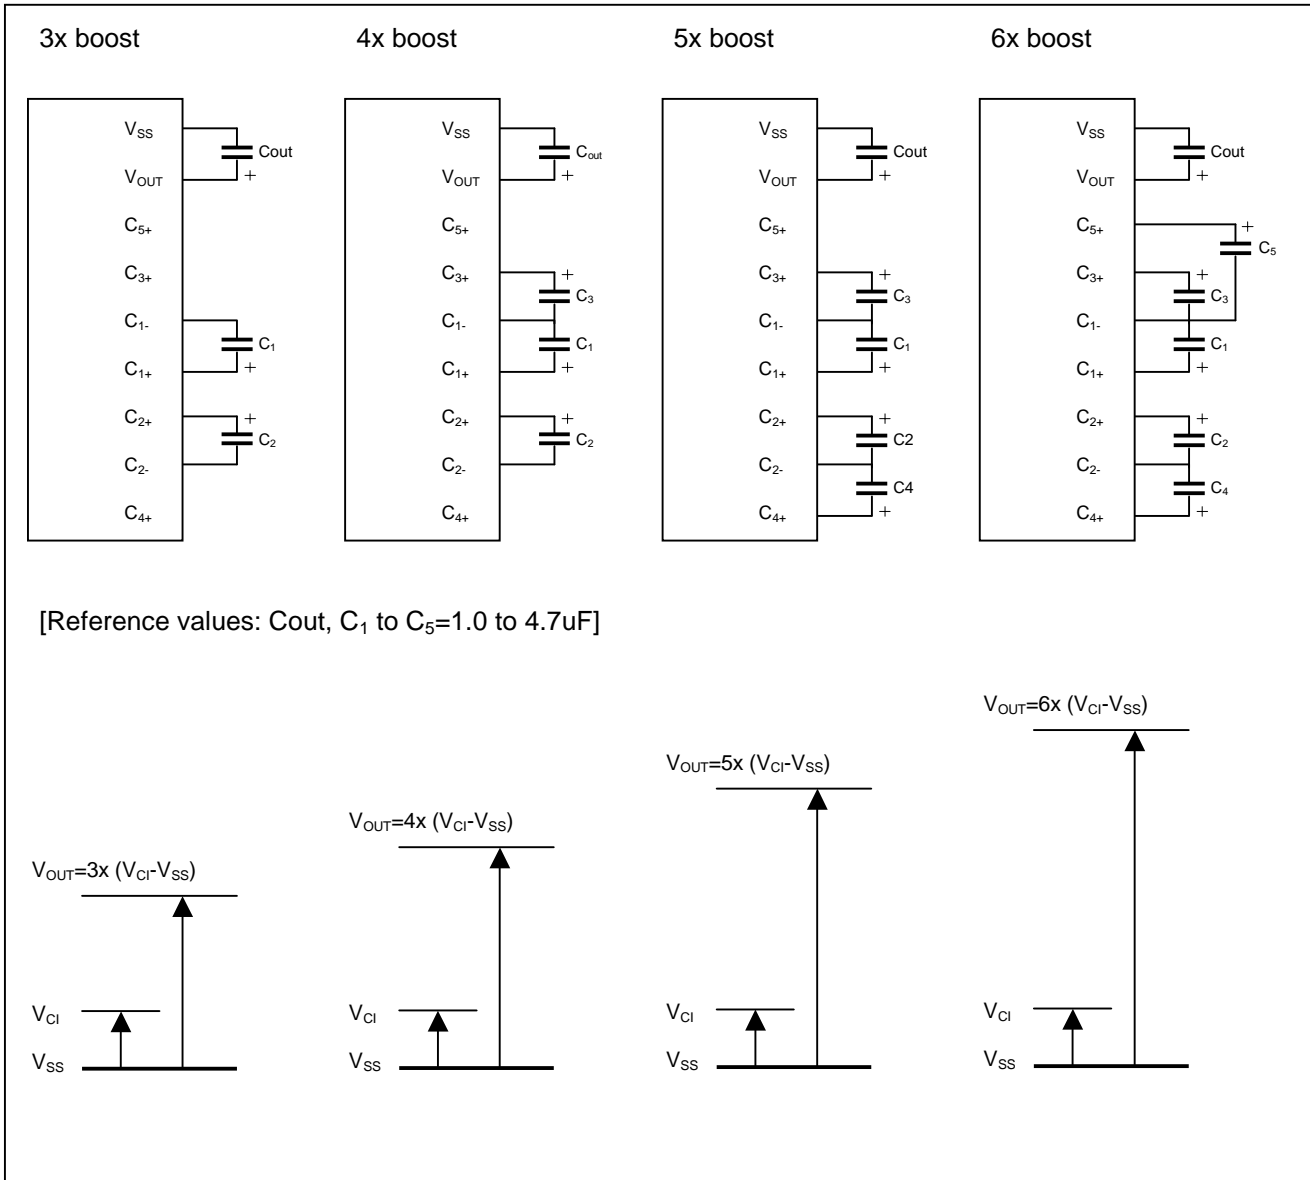 3x boost
4x boost
5x boost
6x boost
VSS
VOUT
C5+
C3+
C1-
C1+
C2+
C2-
C4+
Cout
+
C1
+
+
C2
VSS
VOUT
C5+
C3+
C1-
C1+
C2+
C2-
C4+
Cout
+
+
C3
C1
+
+
C2
VSS
VOUT
C5+
C3+
C1-
C1+
C2+
C2-
C4+
Cout
+
+
C3
C1
+
+
C2
C4
+
VSS
VOUT
C5+
C3+
C1-
C1+
C2+
C2-
C4+
Cout
+
+
C5
+
C3
C1
+
+
C2
C4
+
[Reference values: Cout, C1 to C5=1.0 to 4.7uF]
VOUT=3x (VCI-VSS)
VCI
VSS
VOUT=4x (VCI-VSS)
VCI
VSS
VOUT=5x (VCI-VSS)
VCI
VSS
VOUT=6x (VCI-VSS)
VCI
VSS